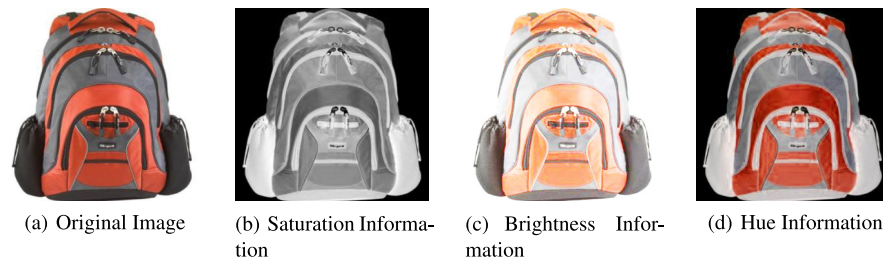 (a) Original Image
(b) Saturation Informa-
tion
(c) Brightness Infor-
mation
(d) Hue Information